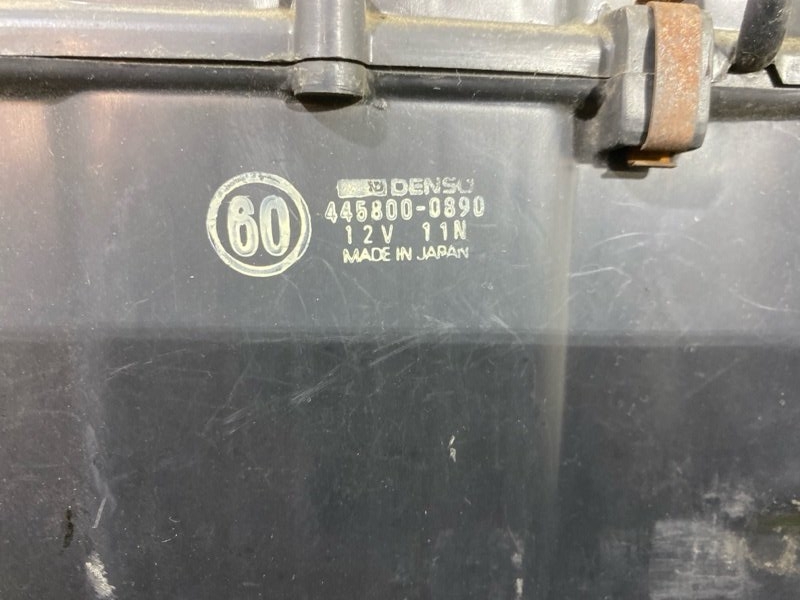 60
DENSO
445800-0890
12V 11N
MADE IN JAPAN